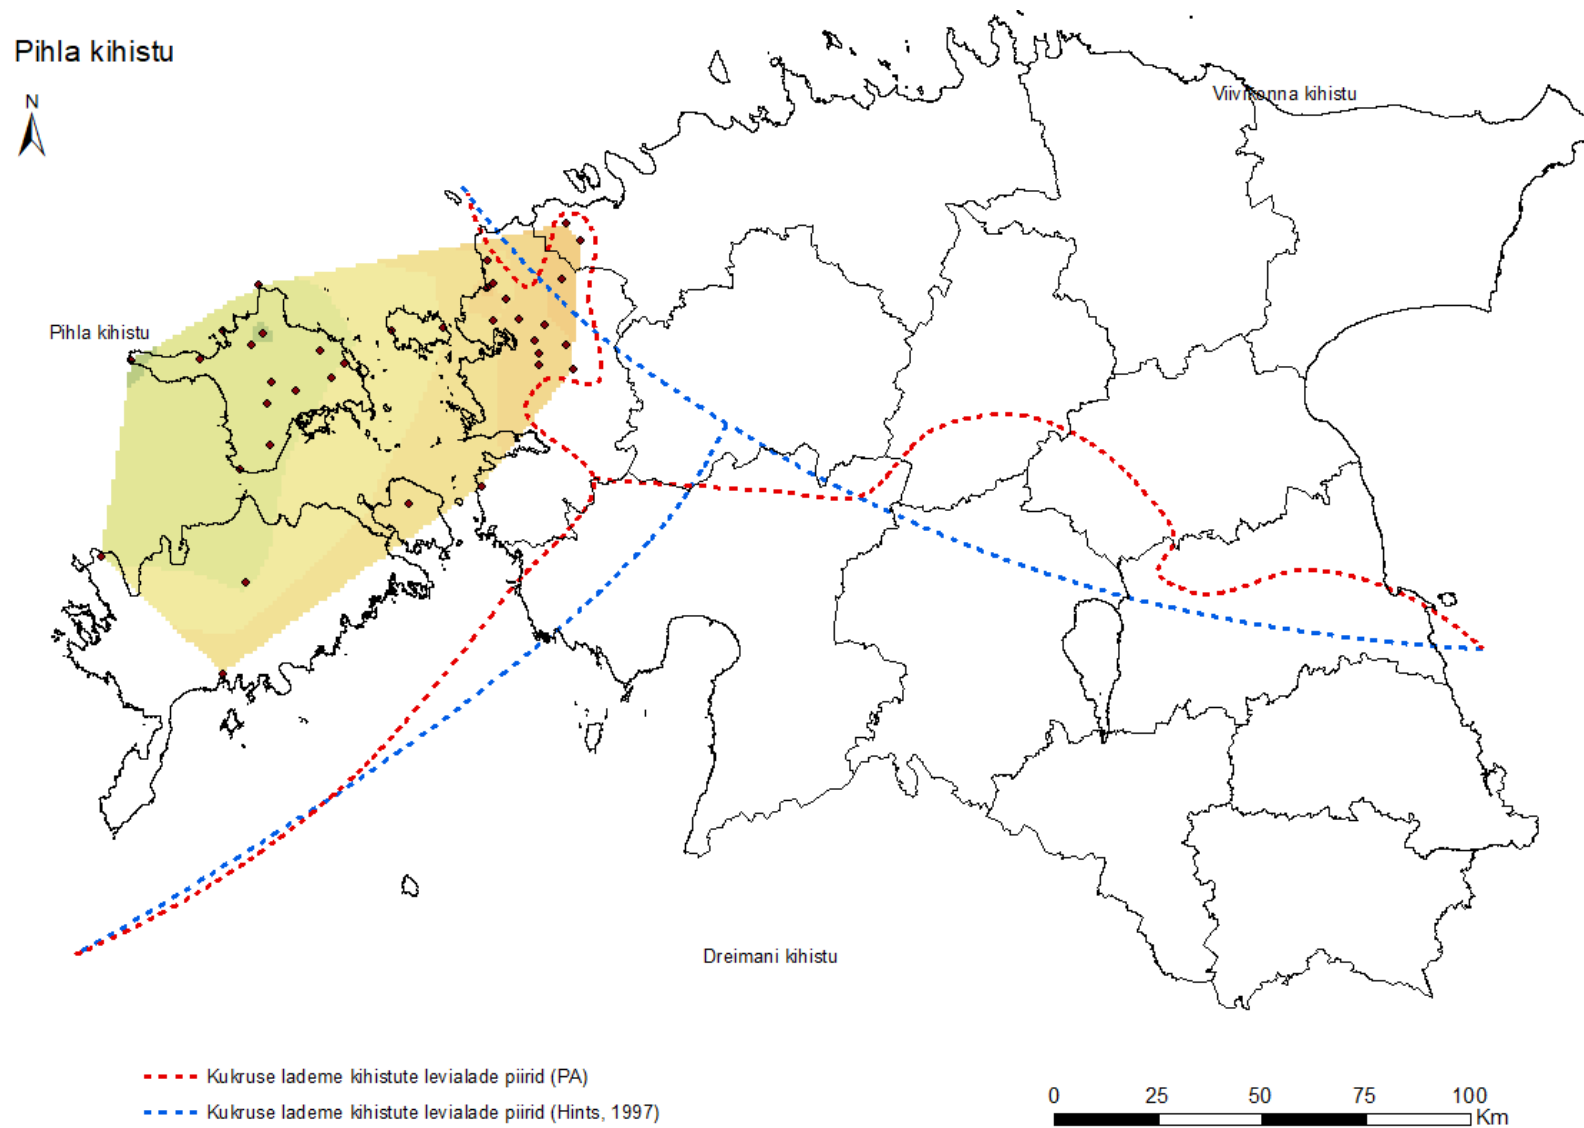 Pihla kihistu
N
Viivikonna kihistu
Pihla kihistu
Dreimani kihistu
Kukruse lademe kihistute levialade piirid (PA)
Kukruse lademe kihistute levialade piirid (Hints, 1997)
0 25 50 75 100
Km